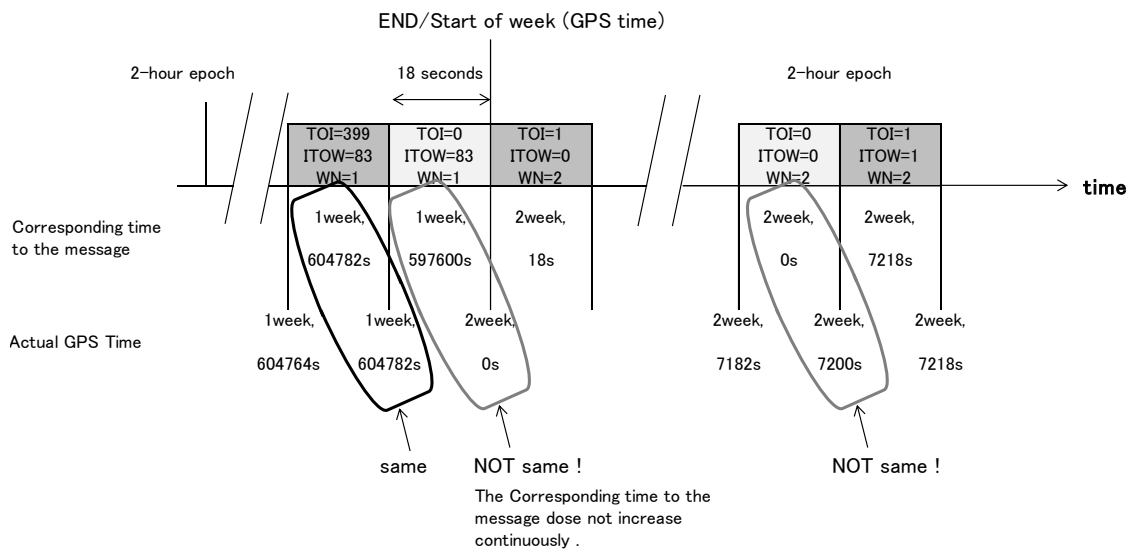 END/Start of week (GPS time)
2-hour epoch
18 seconds
2-hour epoch
TOI=399
ITOW=83
WN=1
TOI=0
ITOW=83
WN=1
TOI=1
ITOW=0
WN=2
TOI=0
ITOW=0
WN=2
TOI=1
ITOW=1
WN=2
time
Corresponding time
to the message
1week,
604782s
1week,
597600s
2week,
18s
2week,
0s
2week,
7218s
Actual GPS Time
1week,
604764s
1week,
604782s
2week,
0s
2week,
7182s
2week,
7200s
2week,
7218s
same
NOT same !
The Corresponding time to the
message dose not increase
continuously .
NOT same !